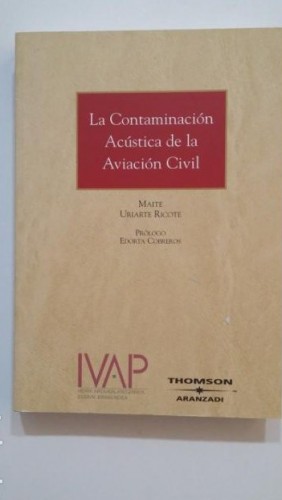 La Contaminación
Acústica de la
Aviación Civil
Maite
Uriarte Ricote
Prólogo
Edorta Cobreros
IVAP
THOMSON
ARANZADI